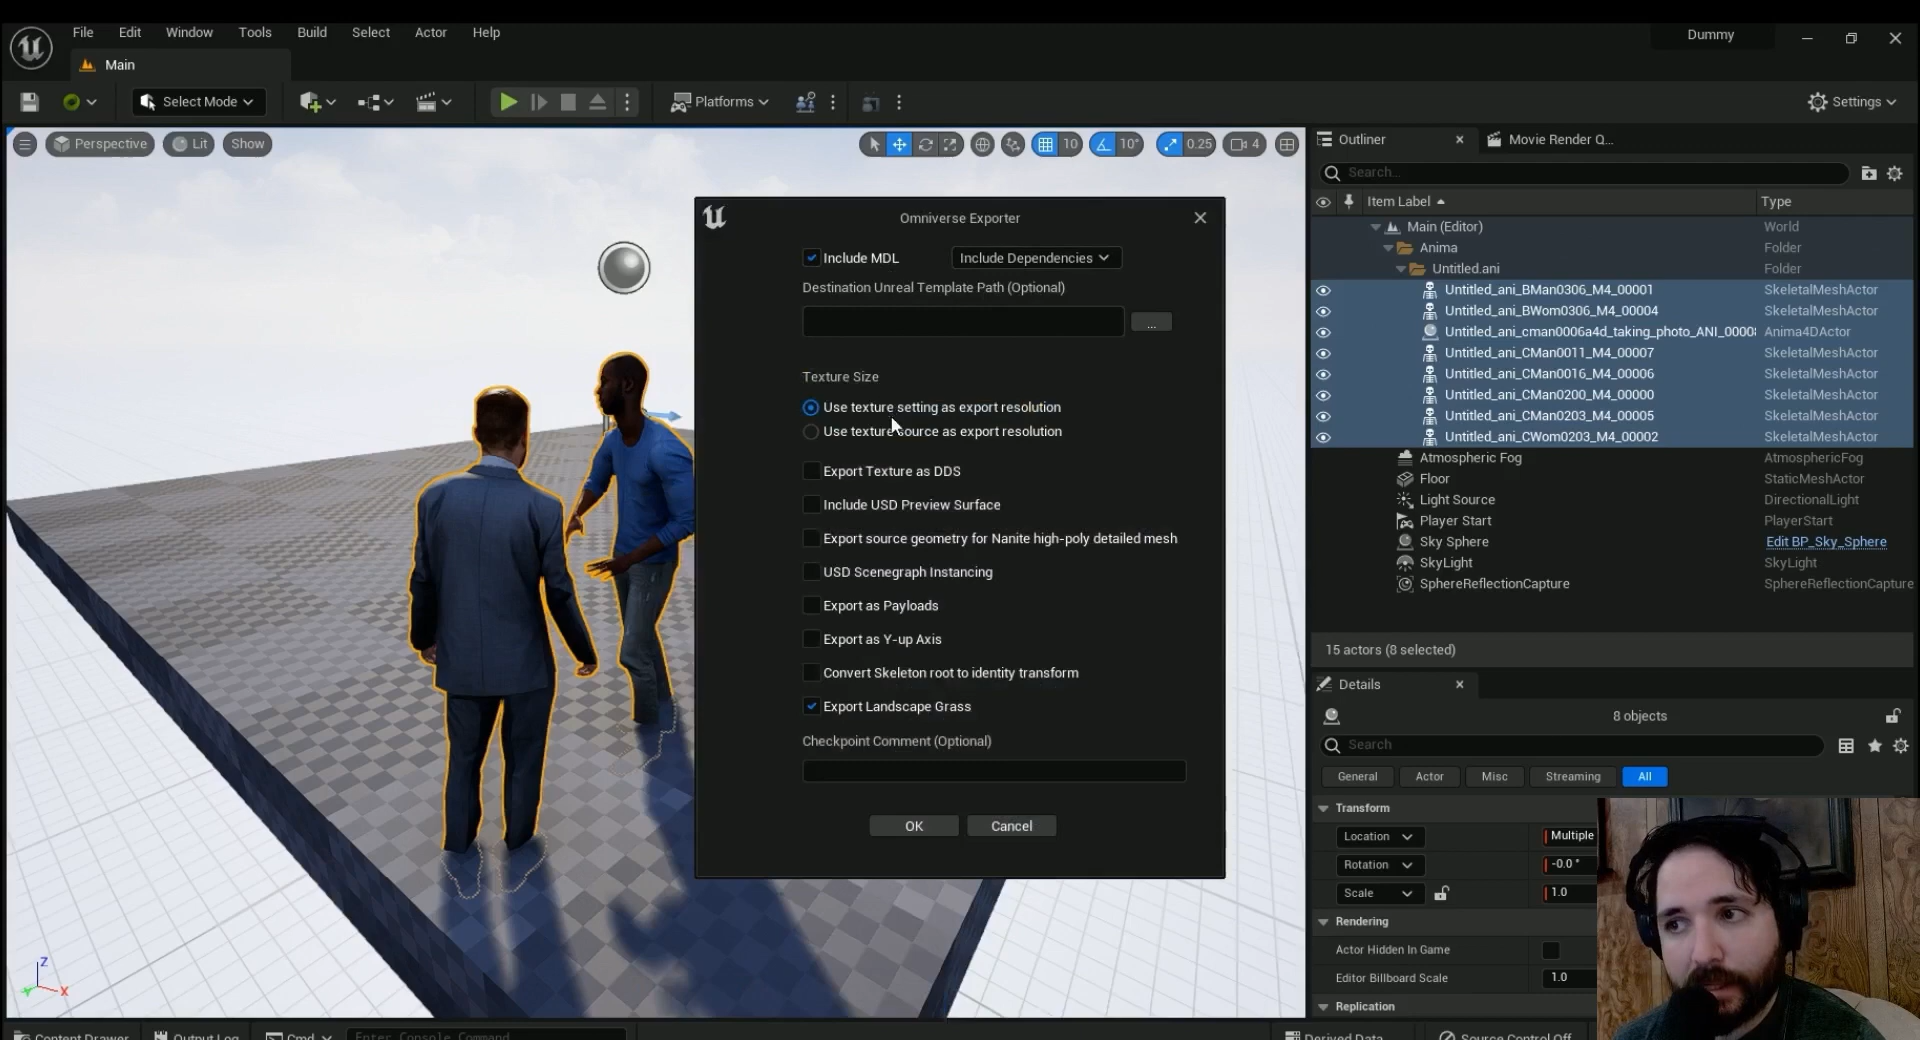 File Edit Window Tools Build Select Actor Help
Dummy
Main
Select Mode
Platforms
Settings
Perspective Lit Show
10 10° 0.25 4
Outliner Movie Render Q...
Search...
Item Label Type
Main (Editor) World
Anima Folder
Untitled.ani Folder
Untitled_ani_BMan0306_M4_00001 SkeletalMeshActor
Untitled_ani_BWom0306_M4_00004 SkeletalMeshActor
Untitled_ani_cman0006a4d_taking_photo_ANI_00008 Anima4DActor
Untitled_ani_CMan0011_M4_00007 SkeletalMeshActor
Untitled_ani_CMan0016_M4_00006 SkeletalMeshActor
Untitled_ani_CMan0200_M4_00000 SkeletalMeshActor
Untitled_ani_CMan0203_M4_00005 SkeletalMeshActor
Untitled_ani_CWom0203_M4_00002 SkeletalMeshActor
Atmospheric Fog AtmosphericFog
Floor StaticMeshActor
Light Source DirectionalLight
Player Start PlayerStart
Sky Sphere Edit BP_Sky_Sphere
SkyLight SkyLight
SphereReflectionCapture SphereReflectionCapture
15 actors (8 selected)
Omniverse Exporter
Include MDL Include Dependencies
Destination Unreal Template Path (Optional)
...
Texture Size
Use texture setting as export resolution
Use texture source as export resolution
Export Texture as DDS
Include USD Preview Surface
Export source geometry for Nanite high-poly detailed mesh
USD Scenegraph Instancing
Export as Payloads
Export as Y-up Axis
Convert Skeleton root to identity transform
Export Landscape Grass
Checkpoint Comment (Optional)
OK Cancel
Details
8 objects
Search
General Actor Misc Streaming All
Transform
Location Multiple
Rotation -0.0 °
Scale 1.0
Rendering
Actor Hidden In Game
Editor Billboard Scale 1.0
Replication
Z
X
Content Drawer Output Log Cmd Enter Console Command Derived Data Source Control Off